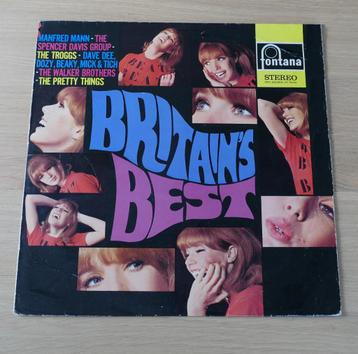 MANFRED MANN - THE
SPENCER DAVIS GROUP -
THE TROGGS - DAVE DEE,
DOZY, BEAKY, MICK & TICH
- THE WALKER BROTHERS
- THE PRETTY THINGS
fontana
STEREO
BRITAIN'S
BEST